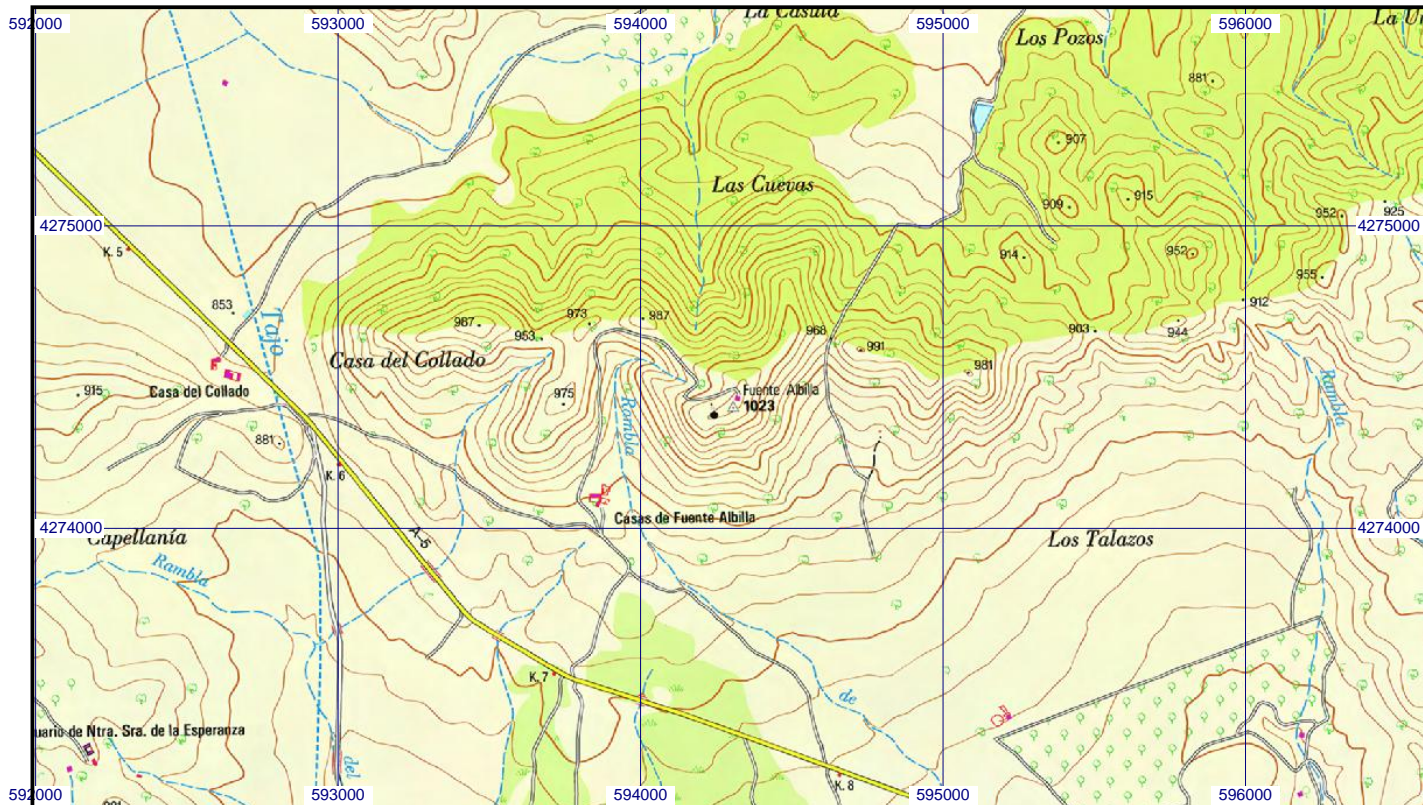 592000
593000
594000
595000
596000
La Casuta
Los Pozos
881
907
Las Cuevas
909
915
952
925
4275000
4275000
K. 5
914
952
955
853
Tajo
912
987
973
987
968
903
944
953
991
Casa del Collado
981
915
Casa del Collado
975
Fuente Albilla
1023
Rambla
Rambla
881
K. 6
Casas de Fuente Albilla
4274000
4274000
Capellanía
A-5
Los Talazos
Rambla
K. 7
de
uario de Ntra. Sra. de la Esperanza
del
K. 8
592000
593000
594000
595000
596000